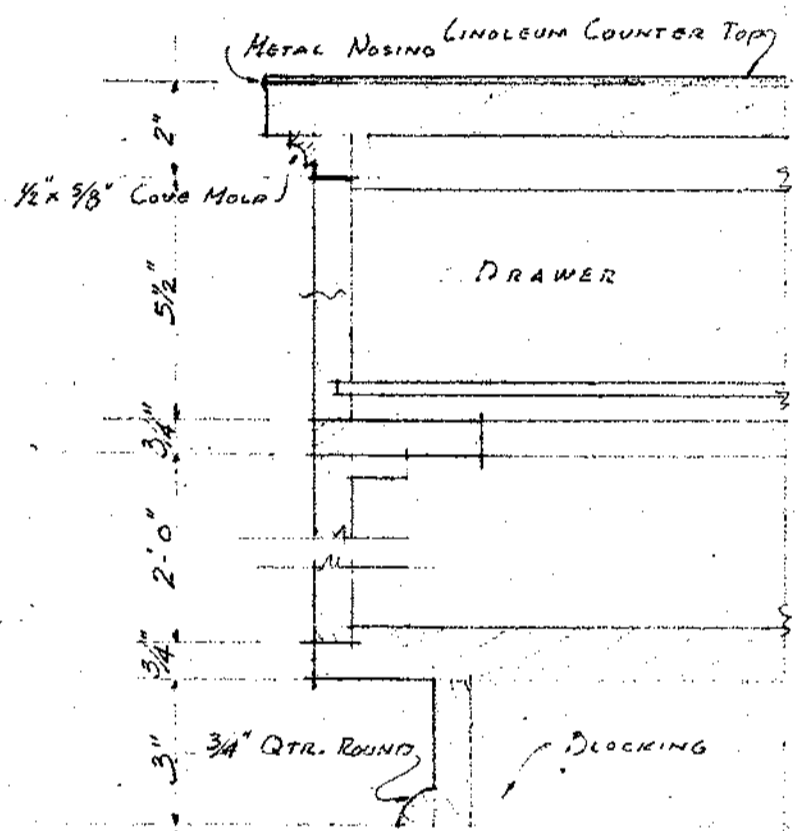 METAL NOSING
LINOLEUM COUNTER TOP
2"
1/2" x 5/8" COVE MOLD
5 1/2"
DRAWER
3/4"
2'-0"
3/4"
3/4" QTR. ROUND
BLOCKING
3"